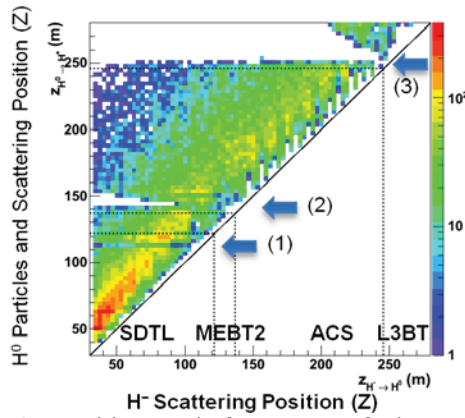 H⁰ Particles and Scattering Position (Z)
z_{H⁰→H⁺} (m)
250
200
150
100
50
(3)
(2)
(1)
SDTL MEBT2 ACS L3BT
50 100 150 200 250
z_{H⁻→H⁰} (m)
H⁻ Scattering Position (Z)
10²
10
1